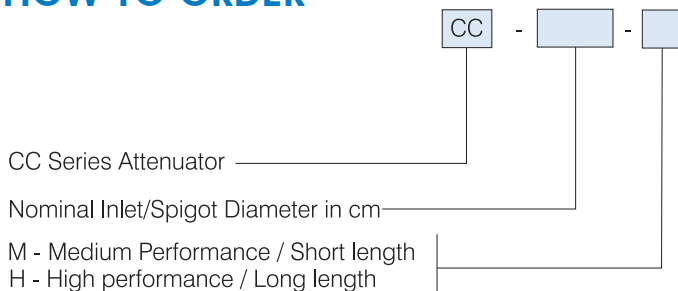 HOW TO ORDER
CC - -
CC Series Attenuator
Nominal Inlet/Spigot Diameter in cm
M - Medium Performance / Short length
H - High performance / Long length